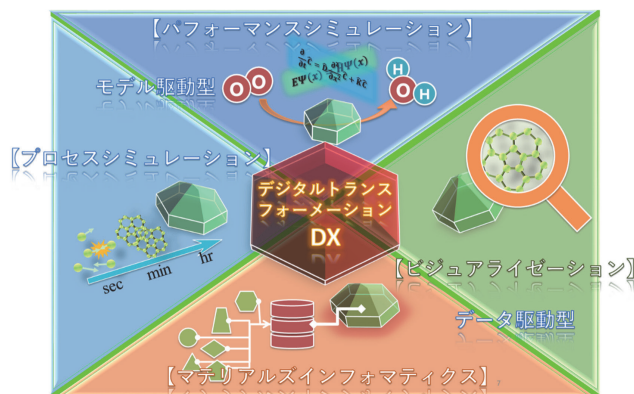 【パフォーマンスシミュレーション】
モデル駆動型
O O
H
O H
【プロセスシミュレーション】
デジタルトランス
フォーメーション
DX
sec min hr
【ビジュアライゼーション】
データ駆動型
【マテリアルズインフォマティクス】